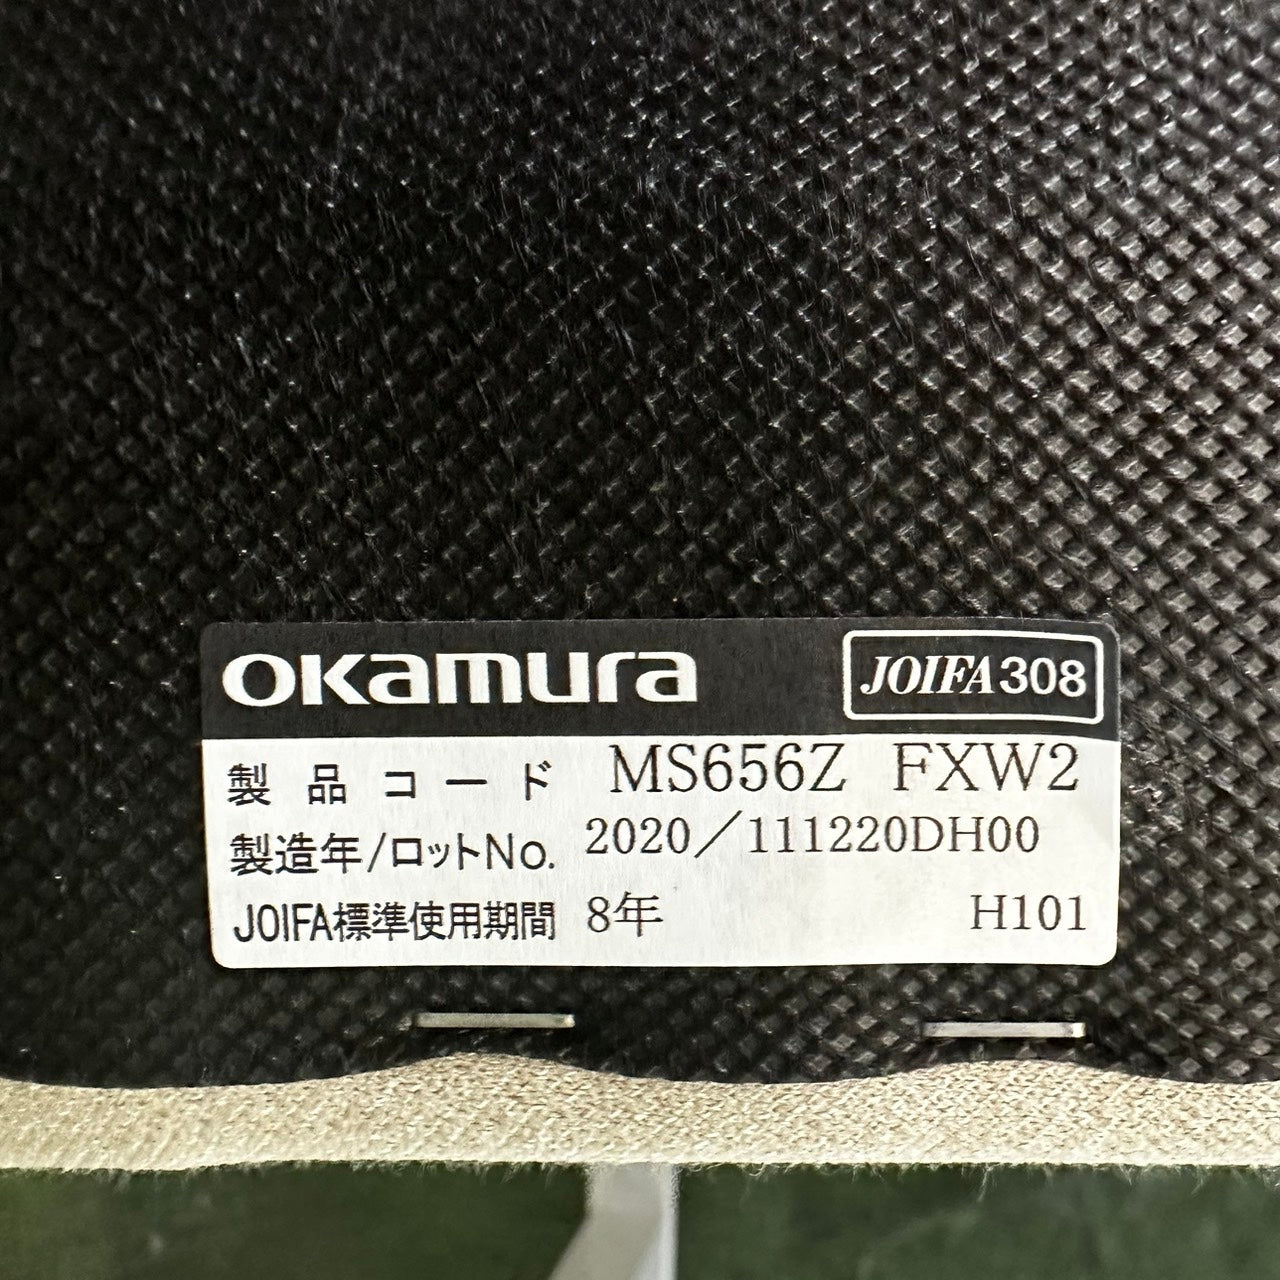 okamura JOIFA308
製品コード MS656Z FXW2
製造年/ロットNo. 2020/111220DH00
JOIFA標準使用期間 8年 H101